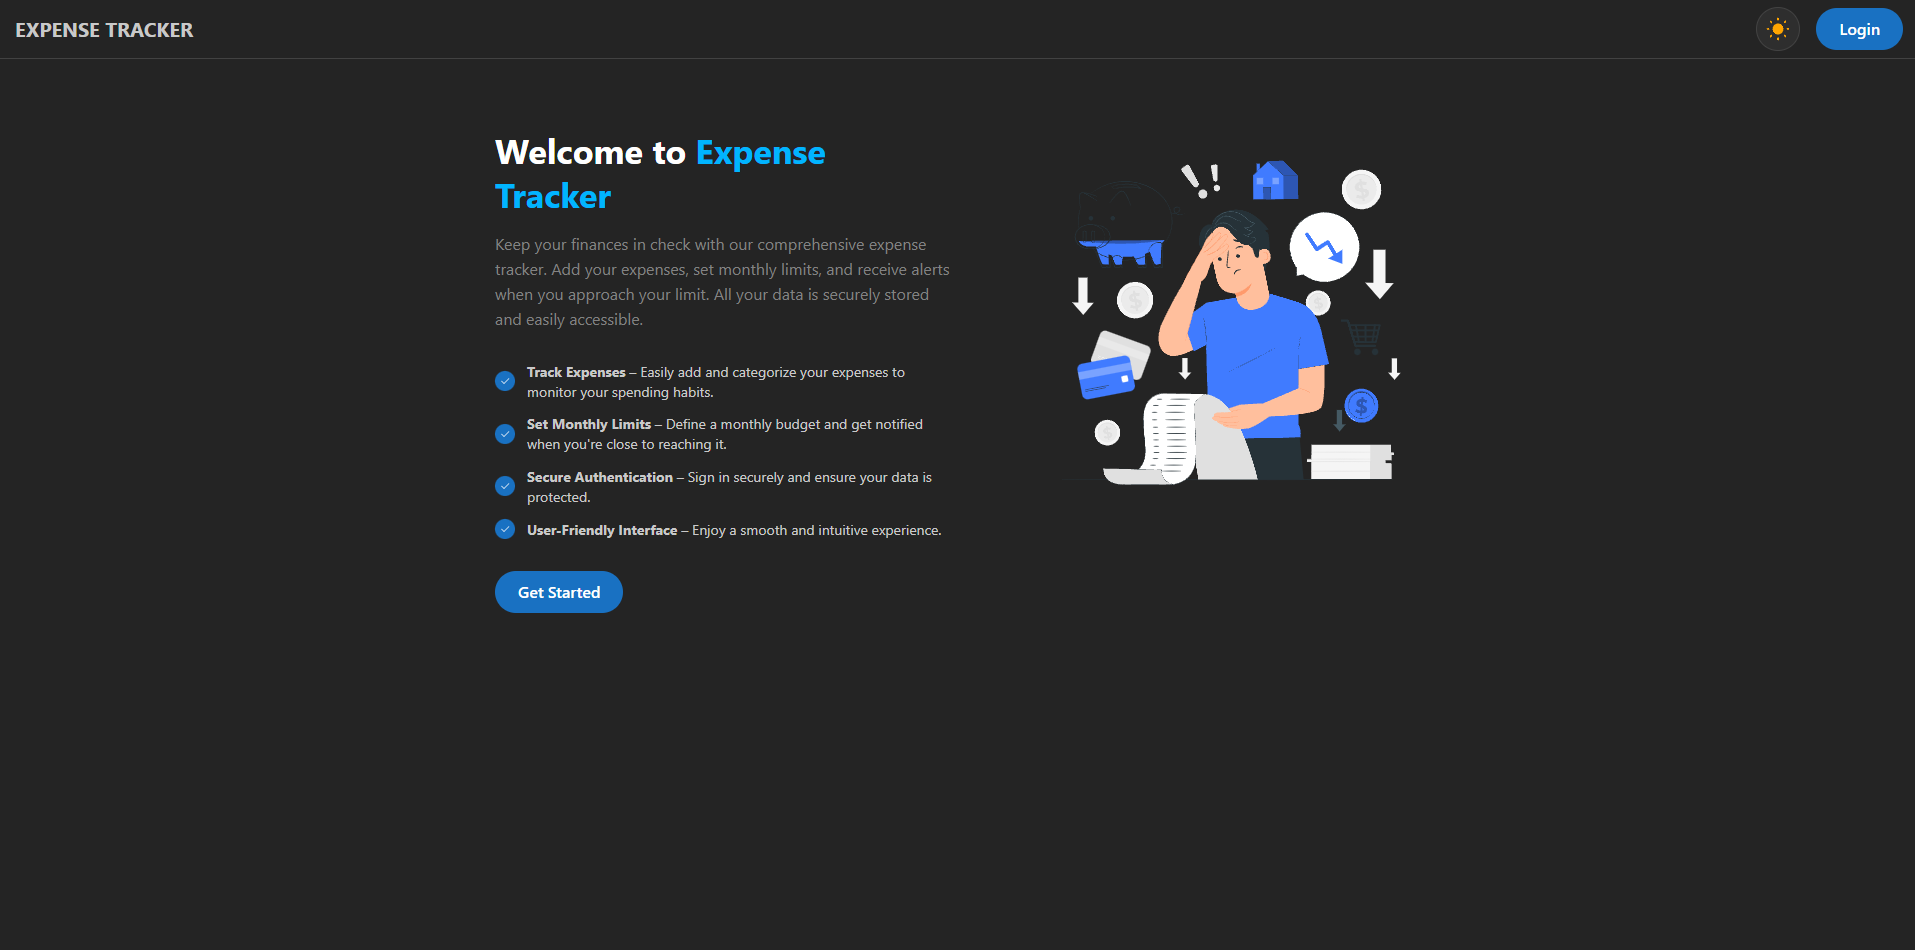 EXPENSE TRACKER
Login
Welcome to Expense
Tracker
Keep your finances in check with our comprehensive expense
tracker. Add your expenses, set monthly limits, and receive alerts
when you approach your limit. All your data is securely stored
and easily accessible.
Track Expenses – Easily add and categorize your expenses to
monitor your spending habits.
Set Monthly Limits – Define a monthly budget and get notified
when you're close to reaching it.
Secure Authentication – Sign in securely and ensure your data is
protected.
User-Friendly Interface – Enjoy a smooth and intuitive experience.
Get Started